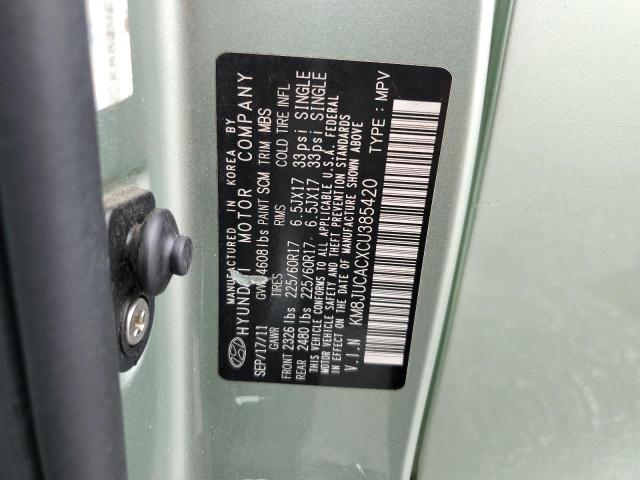 MANUFACTURED IN KOREA BY
HYUNDAI MOTOR COMPANY
SEP/17/11 4608lbs PAINT SCM TRIM MBS
GAWR TIRES RIMS COLD TIRE INFL
FRONT 2326 lbs 225/60R17 6.5JX17 33psi SINGLE
REAR 2480 lbs 225/60R17 6.5JX17 33psi SINGLE
THIS VEHICLE CONFORMS TO ALL APPLICABLE U.S.A. FEDERAL
MOTOR VEHICLE SAFETY AND THEFT PREVENTION STANDARDS
IN EFFECT ON THE DATE OF MANUFACTURE SHOWN ABOVE
V.I.N KM8JUCACXCU385420 TYPE : MPV